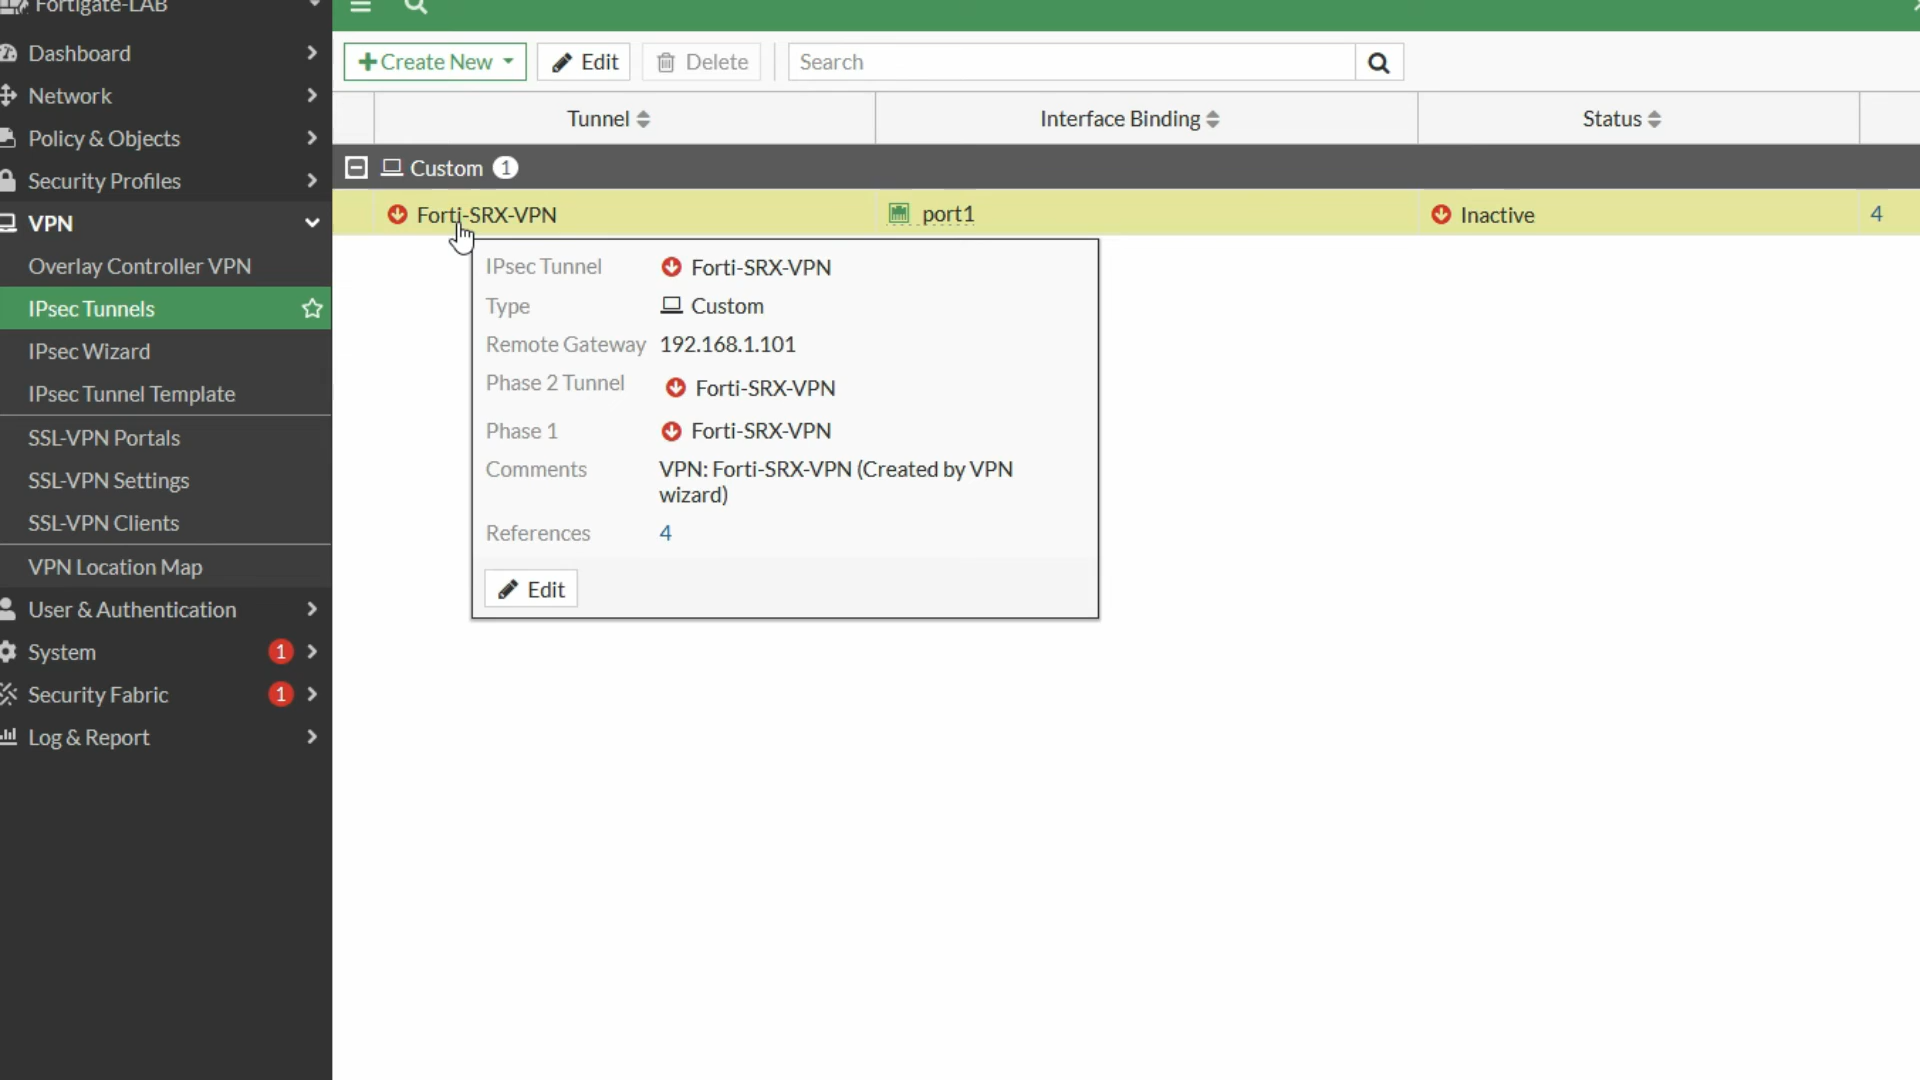 Fortigate-LAB
Dashboard
Network
Policy & Objects
Security Profiles
VPN
Overlay Controller VPN
IPsec Tunnels
IPsec Wizard
IPsec Tunnel Template
SSL-VPN Portals
SSL-VPN Settings
SSL-VPN Clients
VPN Location Map
User & Authentication
System 1
Security Fabric 1
Log & Report
Create New Edit Delete Search
Tunnel Interface Binding Status
Custom 1
Forti-SRX-VPN port1 Inactive 4
IPsec Tunnel Forti-SRX-VPN
Type Custom
Remote Gateway 192.168.1.101
Phase 2 Tunnel Forti-SRX-VPN
Phase 1 Forti-SRX-VPN
Comments VPN: Forti-SRX-VPN (Created by VPN
wizard)
References 4
Edit